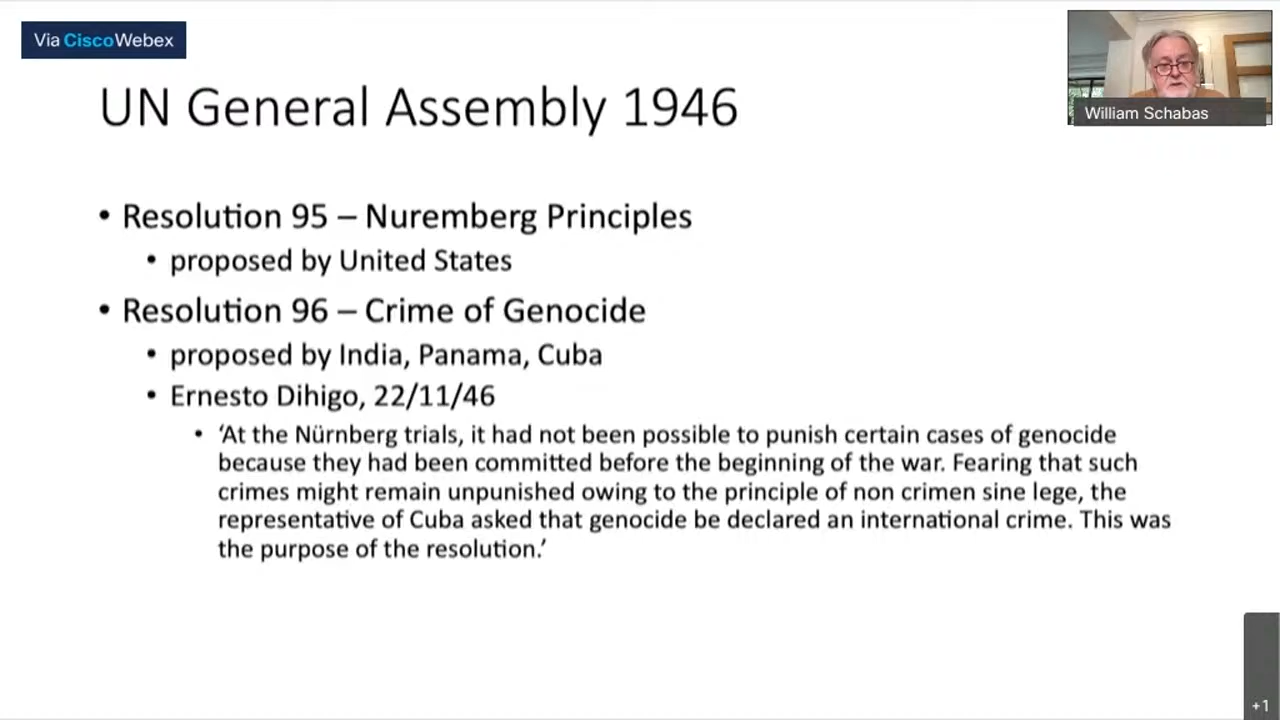 Via CiscoWebex
William Schabas
UN General Assembly 1946
• Resolution 95 – Nuremberg Principles
• proposed by United States
• Resolution 96 – Crime of Genocide
• proposed by India, Panama, Cuba
• Ernesto Dihigo, 22/11/46
• ‘At the Nürnberg trials, it had not been possible to punish certain cases of genocide
because they had been committed before the beginning of the war. Fearing that such
crimes might remain unpunished owing to the principle of non crimen sine lege, the
representative of Cuba asked that genocide be declared an international crime. This was
the purpose of the resolution.’
+1